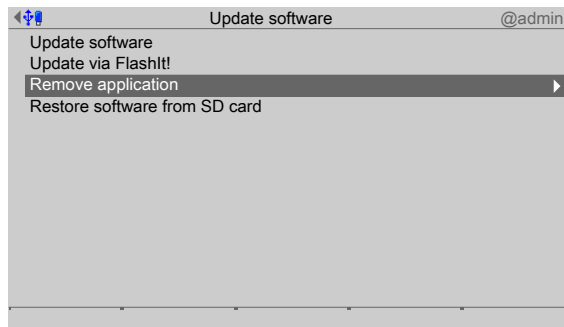 Update software @admin
Update software
Update via FlashIt!
Remove application
Restore software from SD card